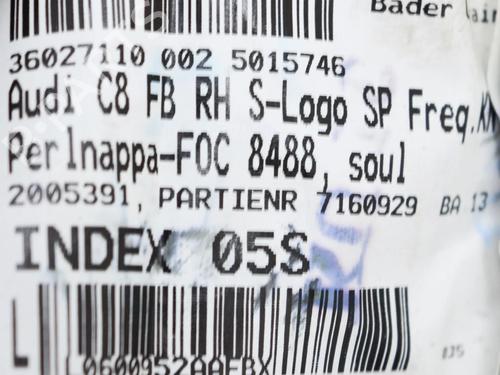 Bader
36027110 002 5015746
Audi C8 FB RH S-Logo SP Freq.
Perlnappa-FOC 8488, soul
2005391, PARTIENR 7160929 BA 13
INDEX 05S
L L0600952AAFBX